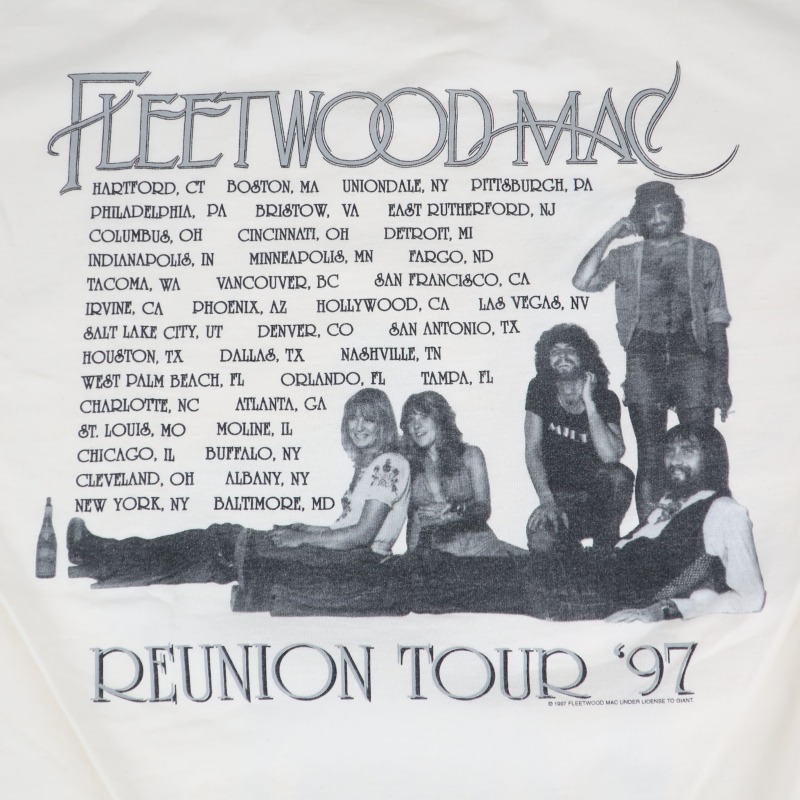 FLEETWOOD MAC
HARTFORD, CT BOSTON, MA UNIONDALE, NY PITTSBURGH, PA
PHILADELPHIA, PA BRISTOW, VA EAST RUTHERFORD, NJ
COLUMBUS, OH CINCINNATI, OH DETROIT, MI
INDIANAPOLIS, IN MINNEAPOLIS, MN FARGO, ND
TACOMA, WA VANCOUVER, BC SAN FRANCISCO, CA
IRVINE, CA PHOENIX, AZ HOLLYWOOD, CA LAS VEGAS, NV
SALT LAKE CITY, UT DENVER, CO SAN ANTONIO, TX
HOUSTON, TX DALLAS, TX NASHVILLE, TN
WEST PALM BEACH, FL ORLANDO, FL TAMPA, FL
CHARLOTTE, NC ATLANTA, GA
ST. LOUIS, MO MOLINE, IL
CHICAGO, IL BUFFALO, NY
CLEVELAND, OH ALBANY, NY
NEW YORK, NY BALTIMORE, MD
REUNION TOUR '97
© 1997 FLEETWOOD MAC UNDER LICENSE TO GIANT.